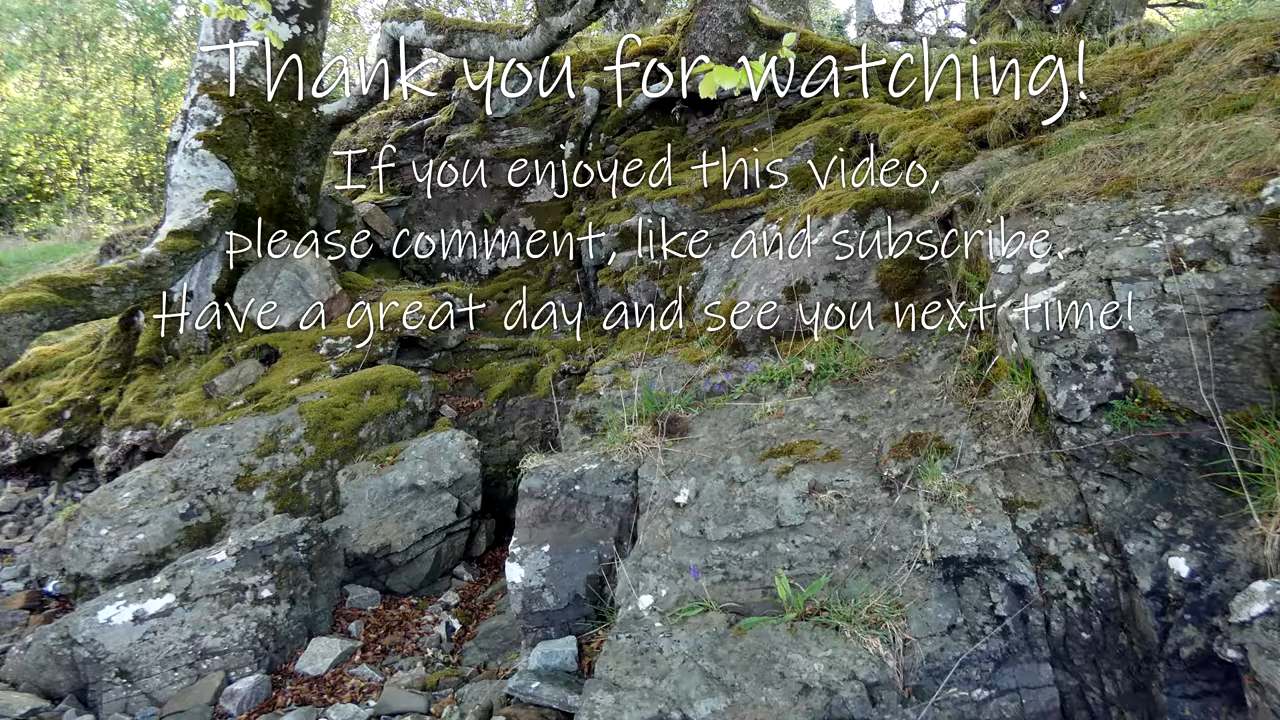 Thank you for watching!
If you enjoyed this video,
please comment, like and subscribe.
Have a great day and see you next time!